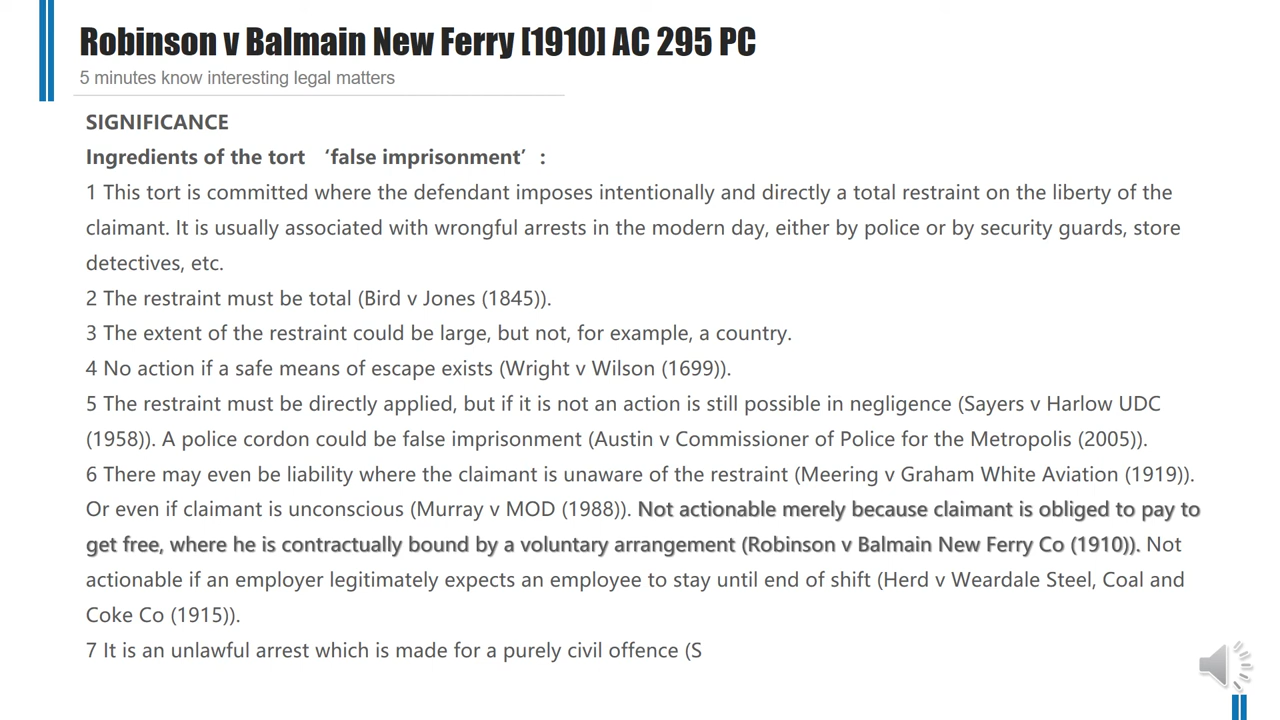 Robinson v Balmain New Ferry [1910] AC 295 PC
5 minutes know interesting legal matters
SIGNIFICANCE
Ingredients of the tort ‘false imprisonment’ :
1 This tort is committed where the defendant imposes intentionally and directly a total restraint on the liberty of the
claimant. It is usually associated with wrongful arrests in the modern day, either by police or by security guards, store
detectives, etc.
2 The restraint must be total (Bird v Jones (1845)).
3 The extent of the restraint could be large, but not, for example, a country.
4 No action if a safe means of escape exists (Wright v Wilson (1699)).
5 The restraint must be directly applied, but if it is not an action is still possible in negligence (Sayers v Harlow UDC
(1958)). A police cordon could be false imprisonment (Austin v Commissioner of Police for the Metropolis (2005)).
6 There may even be liability where the claimant is unaware of the restraint (Meering v Graham White Aviation (1919)).
Or even if claimant is unconscious (Murray v MOD (1988)). Not actionable merely because claimant is obliged to pay to
get free, where he is contractually bound by a voluntary arrangement (Robinson v Balmain New Ferry Co (1910)). Not
actionable if an employer legitimately expects an employee to stay until end of shift (Herd v Weardale Steel, Coal and
Coke Co (1915)).
7 It is an unlawful arrest which is made for a purely civil offence (S